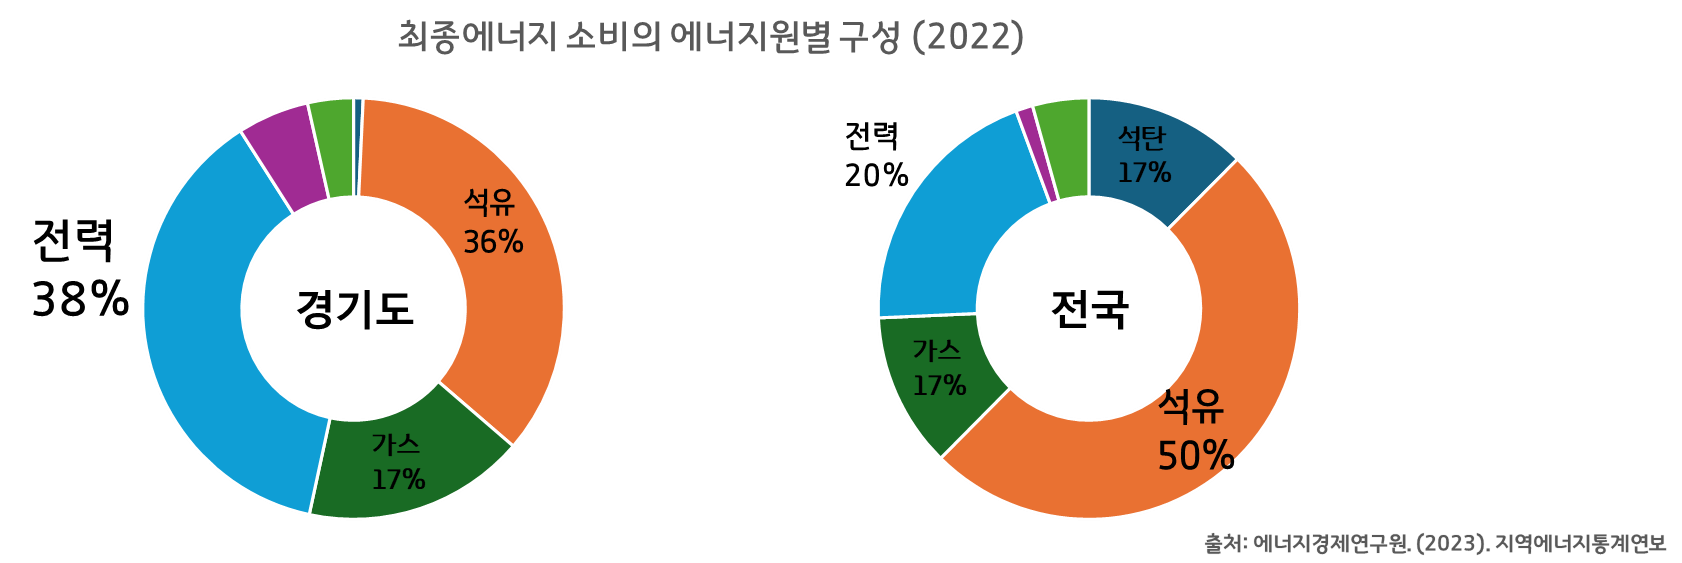 최종에너지 소비의 에너지원별 구성 (2022)
전력
38%
석유
36%
가스
17%
경기도
전력
20%
석탄
17%
가스
17%
석유
50%
전국
출처: 에너지경제연구원. (2023). 지역에너지통계연보